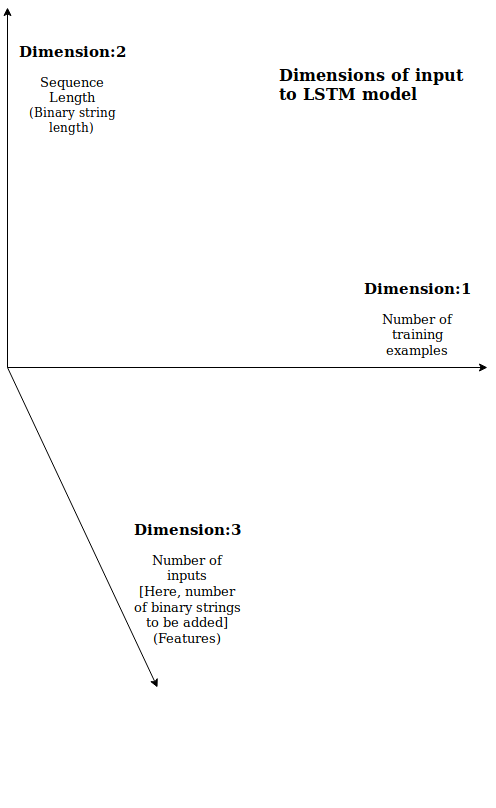 Dimension:2
Sequence
Length
(Binary string
length)
Dimensions of input
to LSTM model
Dimension:1
Number of
training
examples
Dimension:3
Number of
inputs
[Here, number
of binary strings
to be added]
(Features)